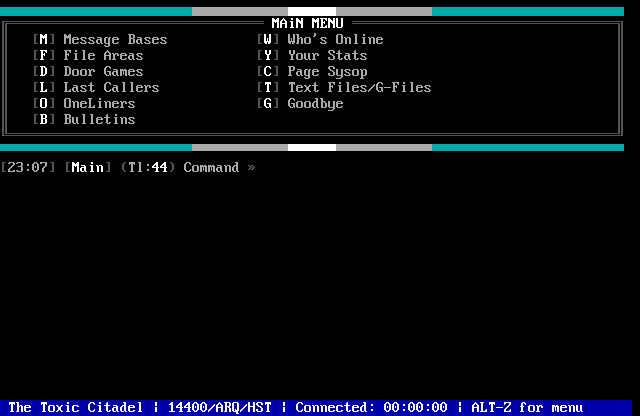 MAiN MENU
[M] Message Bases [W] Who's Online
[F] File Areas [Y] Your Stats
[D] Door Games [C] Page Sysop
[L] Last Callers [T] Text Files/G-Files
[O] OneLiners [G] Goodbye
[B] Bulletins
[23:07] [Main] (Tl:44) Command »
The Toxic Citadel ¦ 14400/ARQ/HST ¦ Connected: 00:00:00 ¦ ALT-Z for menu